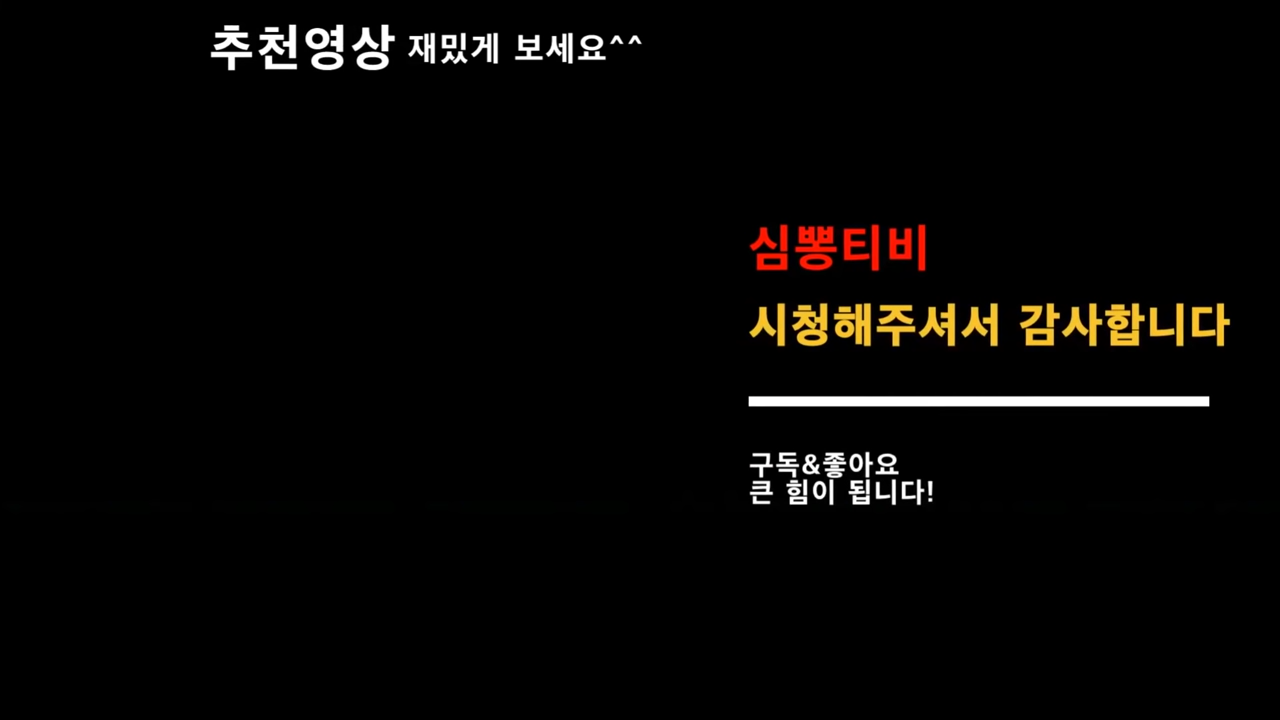 추천영상 재밌게 보세요^^
심뽕티비
시청해주셔서 감사합니다
구독&좋아요
큰 힘이 됩니다!